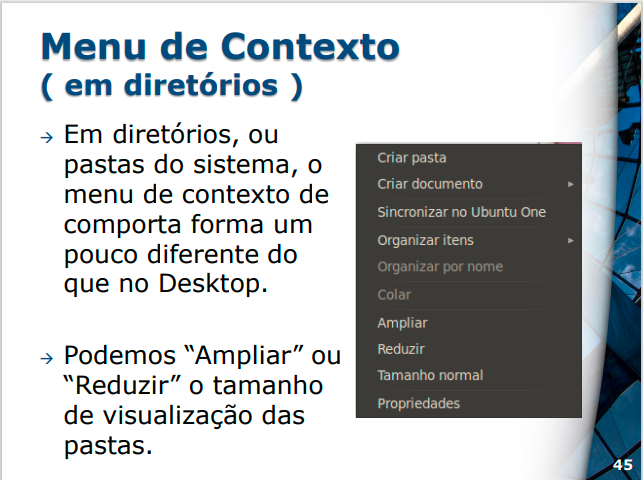 Menu de Contexto
( em diretórios )
→ Em diretórios, ou
pastas do sistema, o
menu de contexto de
comporta forma um
pouco diferente do
que no Desktop.
→ Podemos “Ampliar” ou
“Reduzir” o tamanho
de visualização das
pastas.
Criar pasta
Criar documento
Sincronizar no Ubuntu One
Organizar itens
Organizar por nome
Colar
Ampliar
Reduzir
Tamanho normal
Propriedades
45